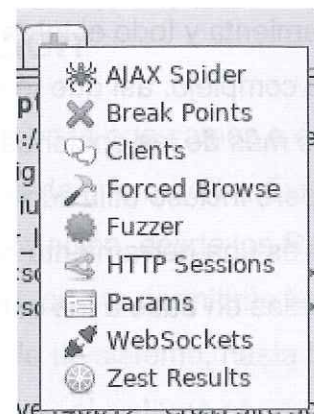 AJAX Spider
Break Points
Clients
Forced Browse
Fuzzer
HTTP Sessions
Params
WebSockets
Zest Results